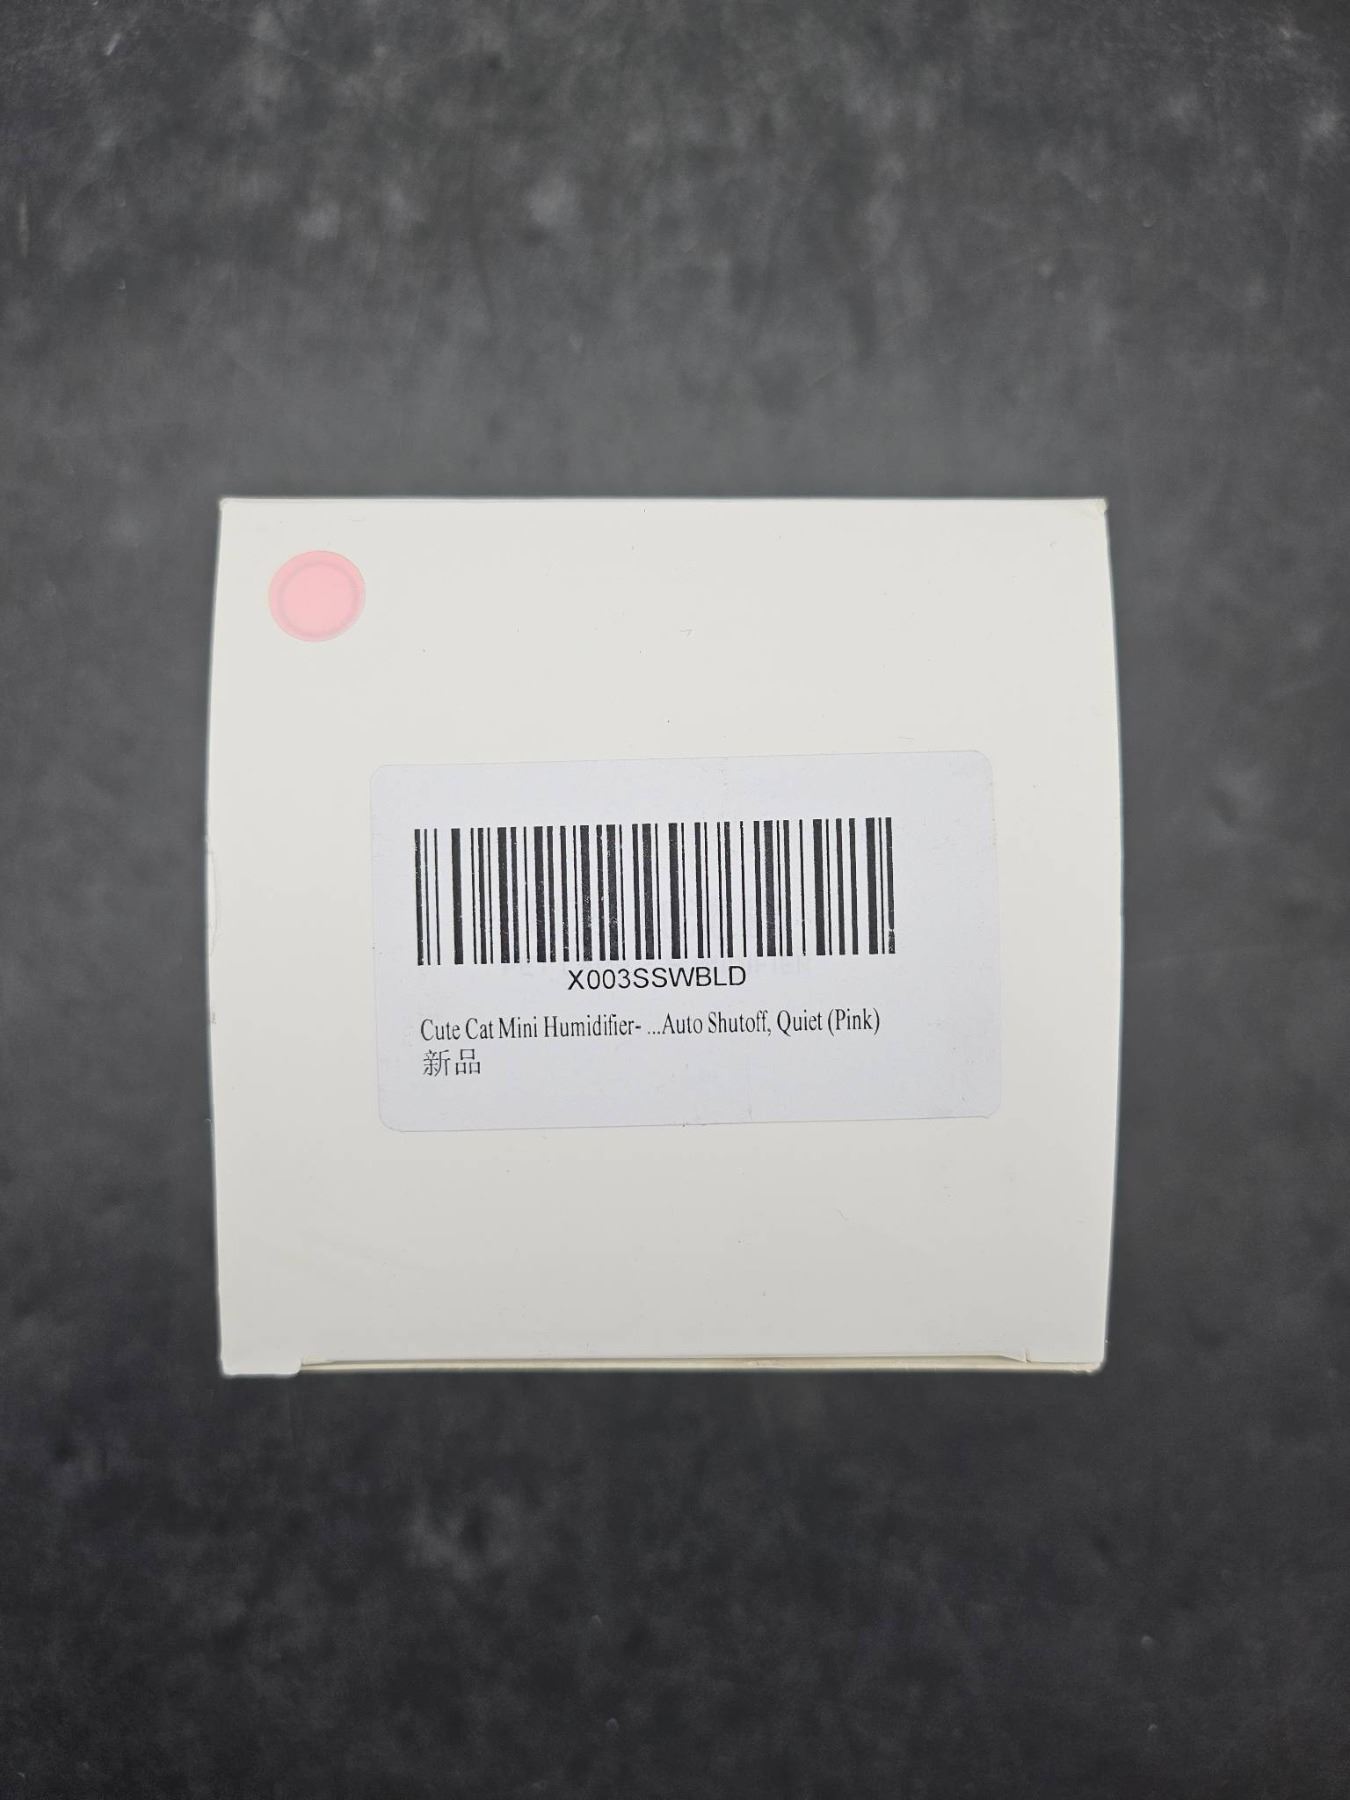 X003SSWBLD
Cute Cat Mini Humidifier- ...Auto Shutoff, Quiet (Pink)
新品